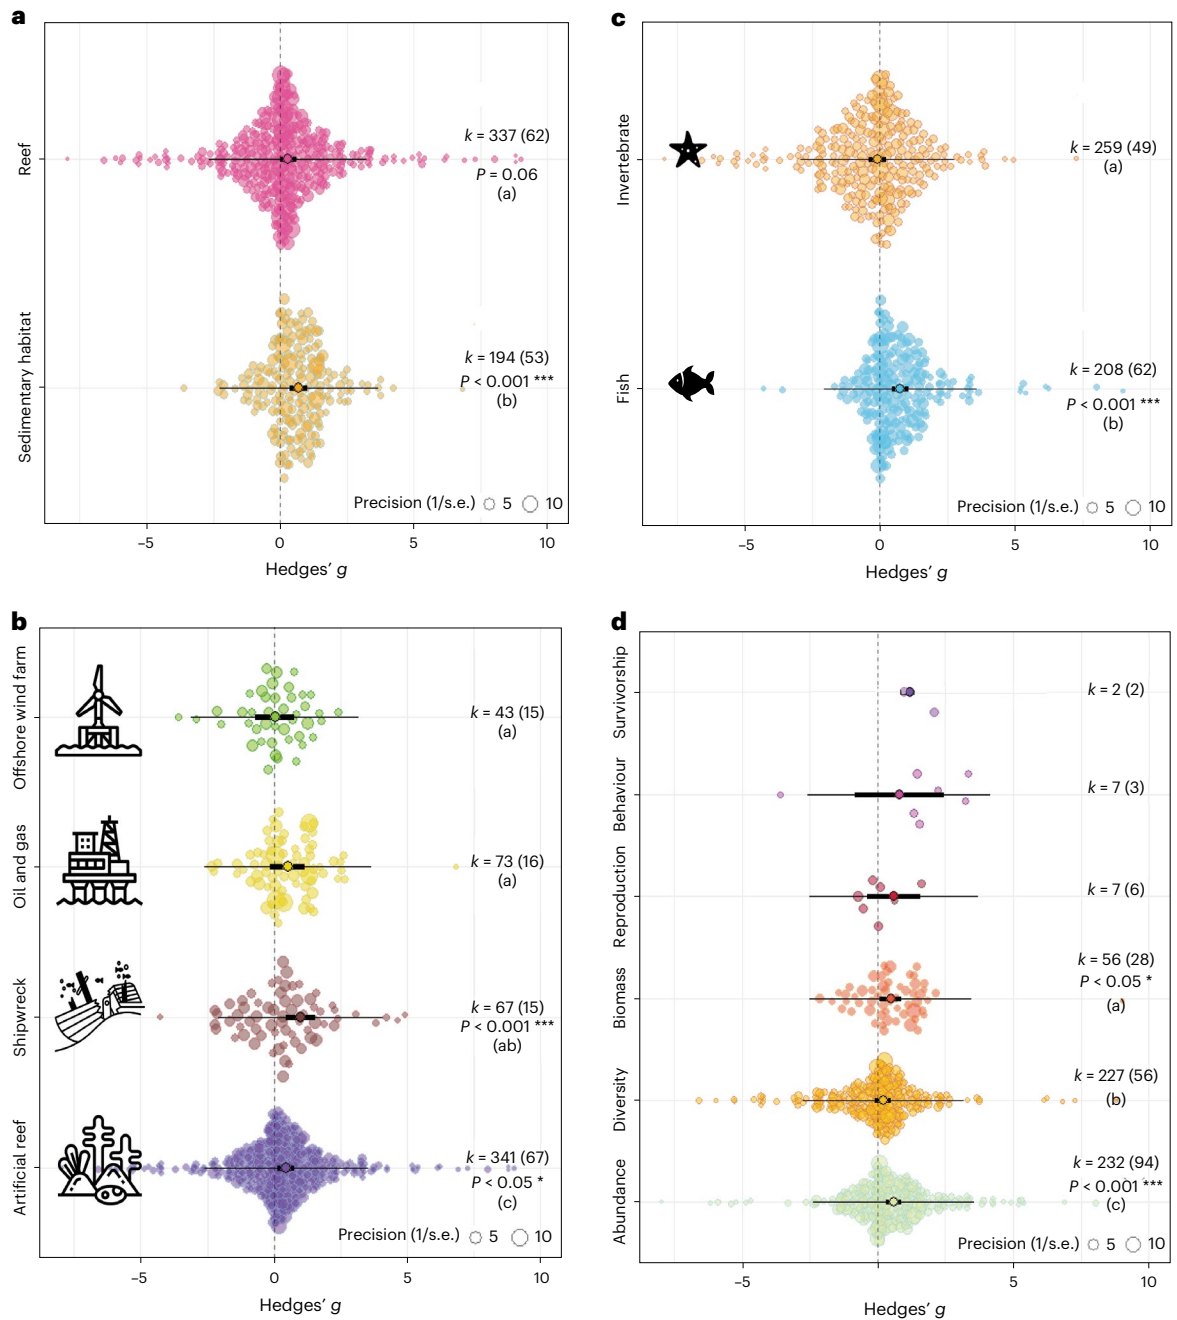 a
Reef
k = 337 (62)
P = 0.06
(a)
Sedimentary habitat
k = 194 (53)
P < 0.001 ***
(b)
Precision (1/s.e.) 5 10
–5 0 5 10
Hedges’ g
c
Invertebrate
k = 259 (49)
(a)
Fish
k = 208 (62)
P < 0.001 ***
(b)
Precision (1/s.e.) 5 10
–5 0 5 10
Hedges’ g
b
Offshore wind farm
k = 43 (15)
(a)
Oil and gas
k = 73 (16)
(a)
Shipwreck
k = 67 (15)
P < 0.001 ***
(ab)
Artificial reef
k = 341 (67)
P < 0.05 *
(c)
Precision (1/s.e.) 5 10
–5 0 5 10
Hedges’ g
d
Survivorship
k = 2 (2)
Behaviour
k = 7 (3)
Reproduction
k = 7 (6)
Biomass
k = 56 (28)
P < 0.05 *
(a)
Diversity
k = 227 (56)
(b)
Abundance
k = 232 (94)
P < 0.001 ***
(c)
Precision (1/s.e.) 5 10
–5 5 10
Hedges’ g